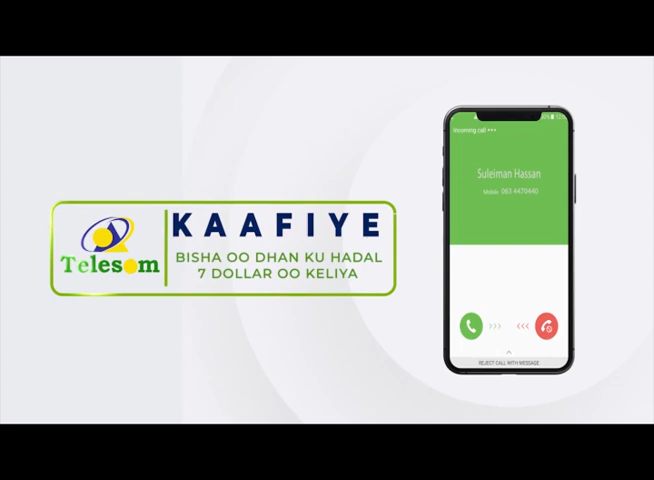 Telesom
KAAFIYE
BISHA OO DHAN KU HADAL
7 DOLLAR OO KELIYA
Incoming call
Suleiman Hassan
Mobile 063 4470440
REJECT CALL WITH MESSAGE